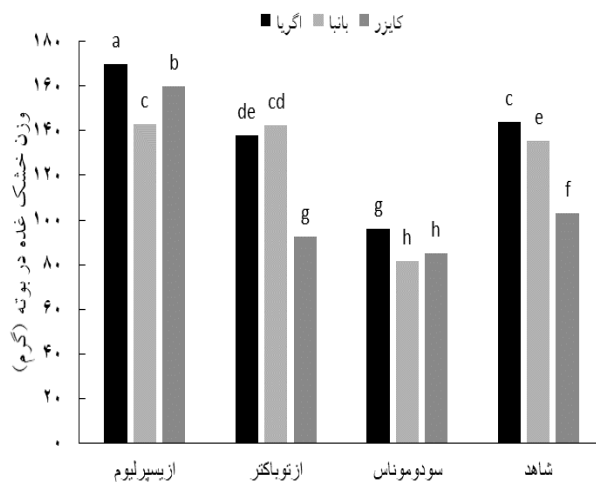 اگریا بانبا کایزر
وزن خشک غده در بوته (گرم)
۱۸۰
۱۶۰
۱۴۰
۱۲۰
۱۰۰
۸۰
۶۰
۴۰
۲۰
۰
a c b
de cd g
g h h
c e f
ازیسپرلیوم ازتوباکتر سودوموناس شاهد